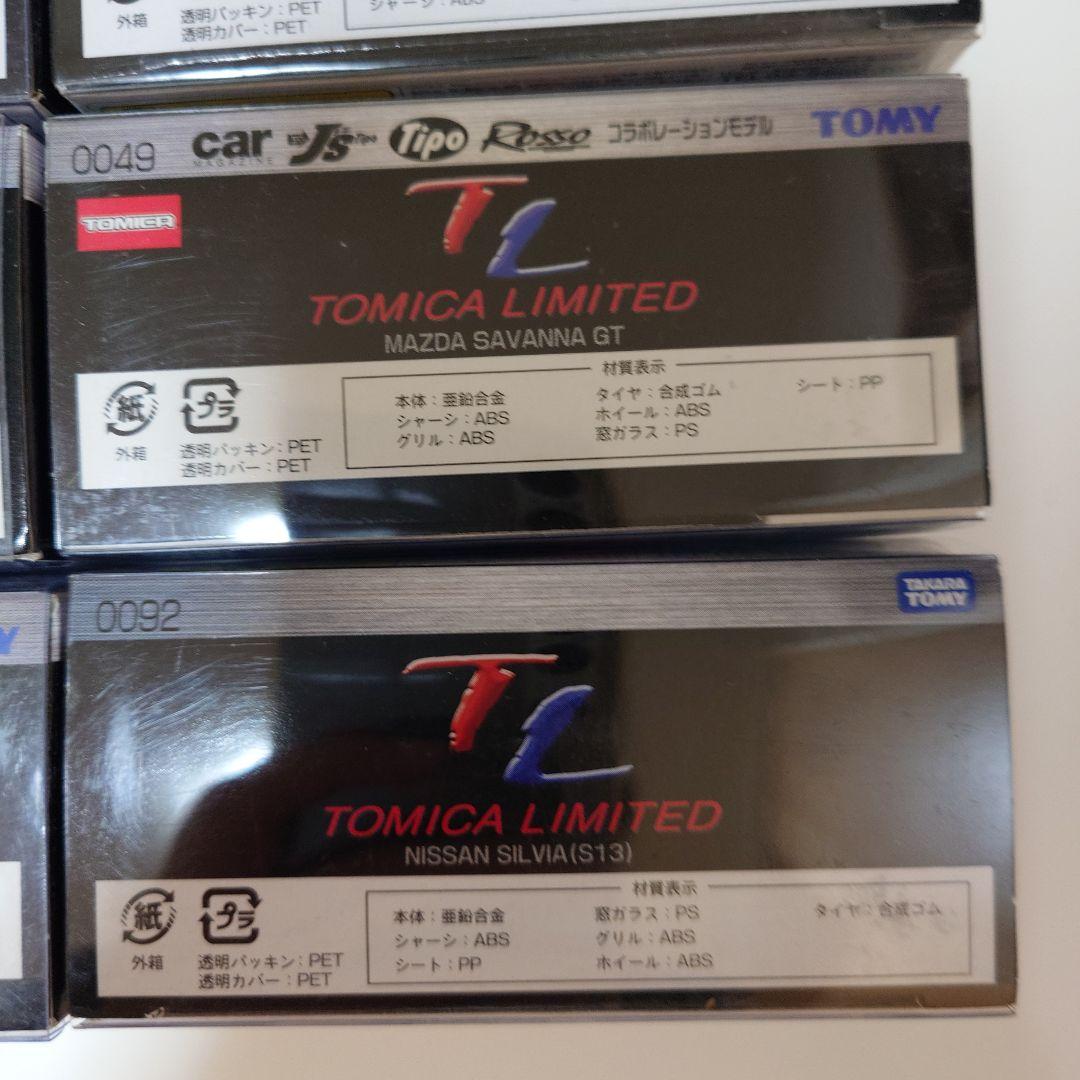 外箱
透明パッキン：PET
透明カバー：PET
シャーシ：ABS
0049
car
MAGAZINE
J's Tipo
Tipo
Rosso
コラボレーションモデル
TOMY
TOMICA
TL
TOMICA LIMITED
MAZDA SAVANNA GT
紙
外箱
プラ
透明パッキン：PET
透明カバー：PET
材質表示
本体：亜鉛合金
シャーシ：ABS
グリル：ABS
タイヤ：合成ゴム
ホイール：ABS
窓ガラス：PS
シート：PP
0092
TAKARA
TOMY
TL
TOMICA LIMITED
NISSAN SILVIA(S13)
紙
外箱
プラ
透明パッキン：PET
透明カバー：PET
材質表示
本体：亜鉛合金
シャーシ：ABS
シート：PP
窓ガラス：PS
グリル：ABS
ホイール：ABS
タイヤ：合成ゴム